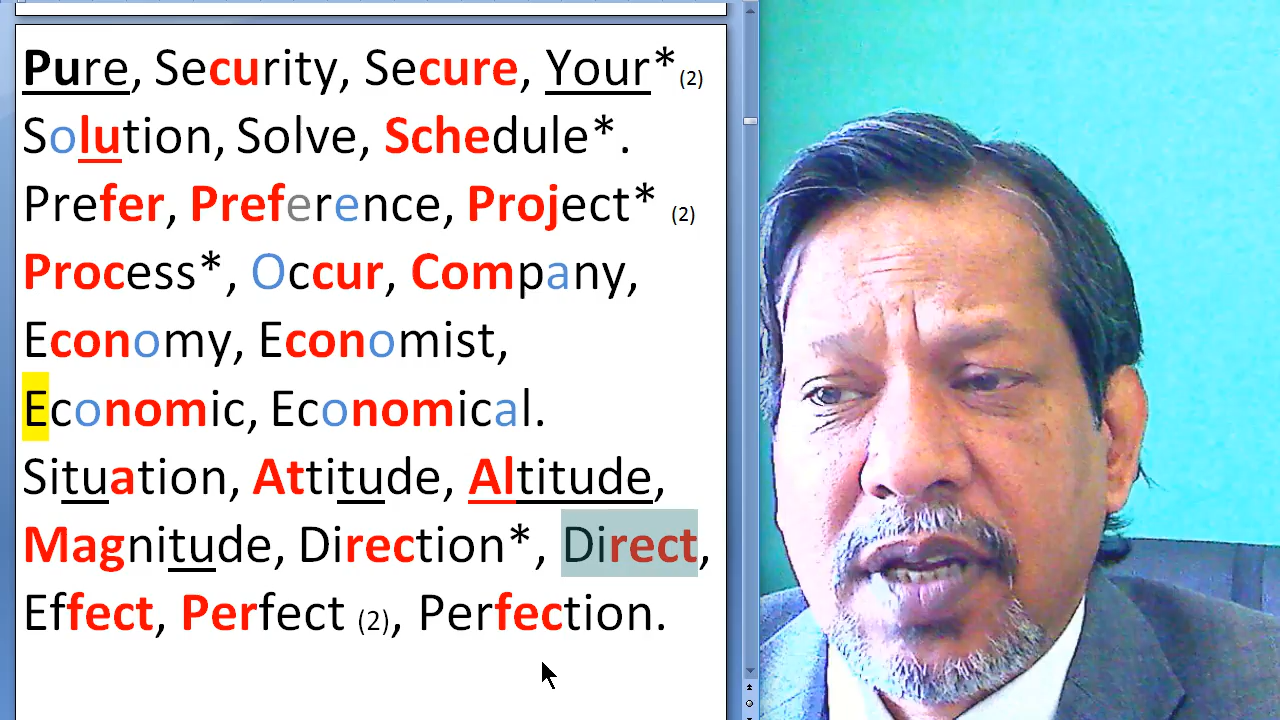 Pure, Security, Secure, Your* (2)
Solution, Solve, Schedule*.
Prefer, Preference, Project* (2)
Process*, Occur, Company,
Economy, Economist,
Economic, Economical.
Situation, Attitude, Altitude,
Magnitude, Direction*, Direct,
Effect, Perfect (2), Perfection.